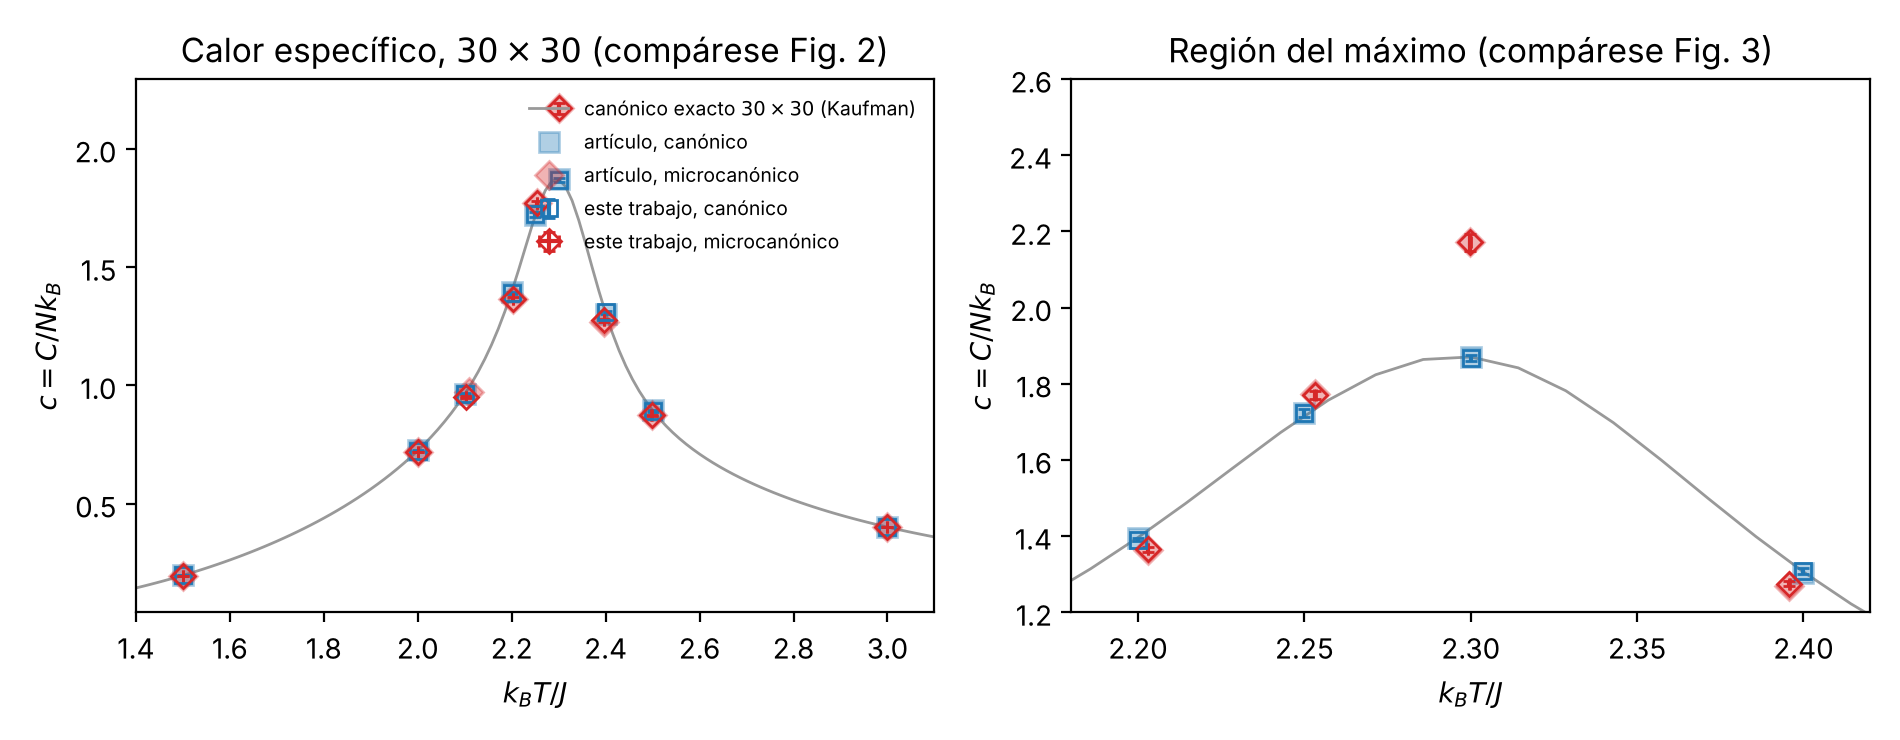 Calor específico, 30 × 30 (compárese Fig. 2)
canónico exacto 30 × 30 (Kaufman)
artículo, canónico
artículo, microcanónico
este trabajo, canónico
este trabajo, microcanónico
2.0
1.5
1.0
0.5
c = C/Nk_B
1.4 1.6 1.8 2.0 2.2 2.4 2.6 2.8 3.0
k_BT/J
Región del máximo (compárese Fig. 3)
2.6
2.4
2.2
2.0
1.8
1.6
1.4
1.2
c = C/Nk_B
2.20 2.25 2.30 2.35 2.40
k_BT/J